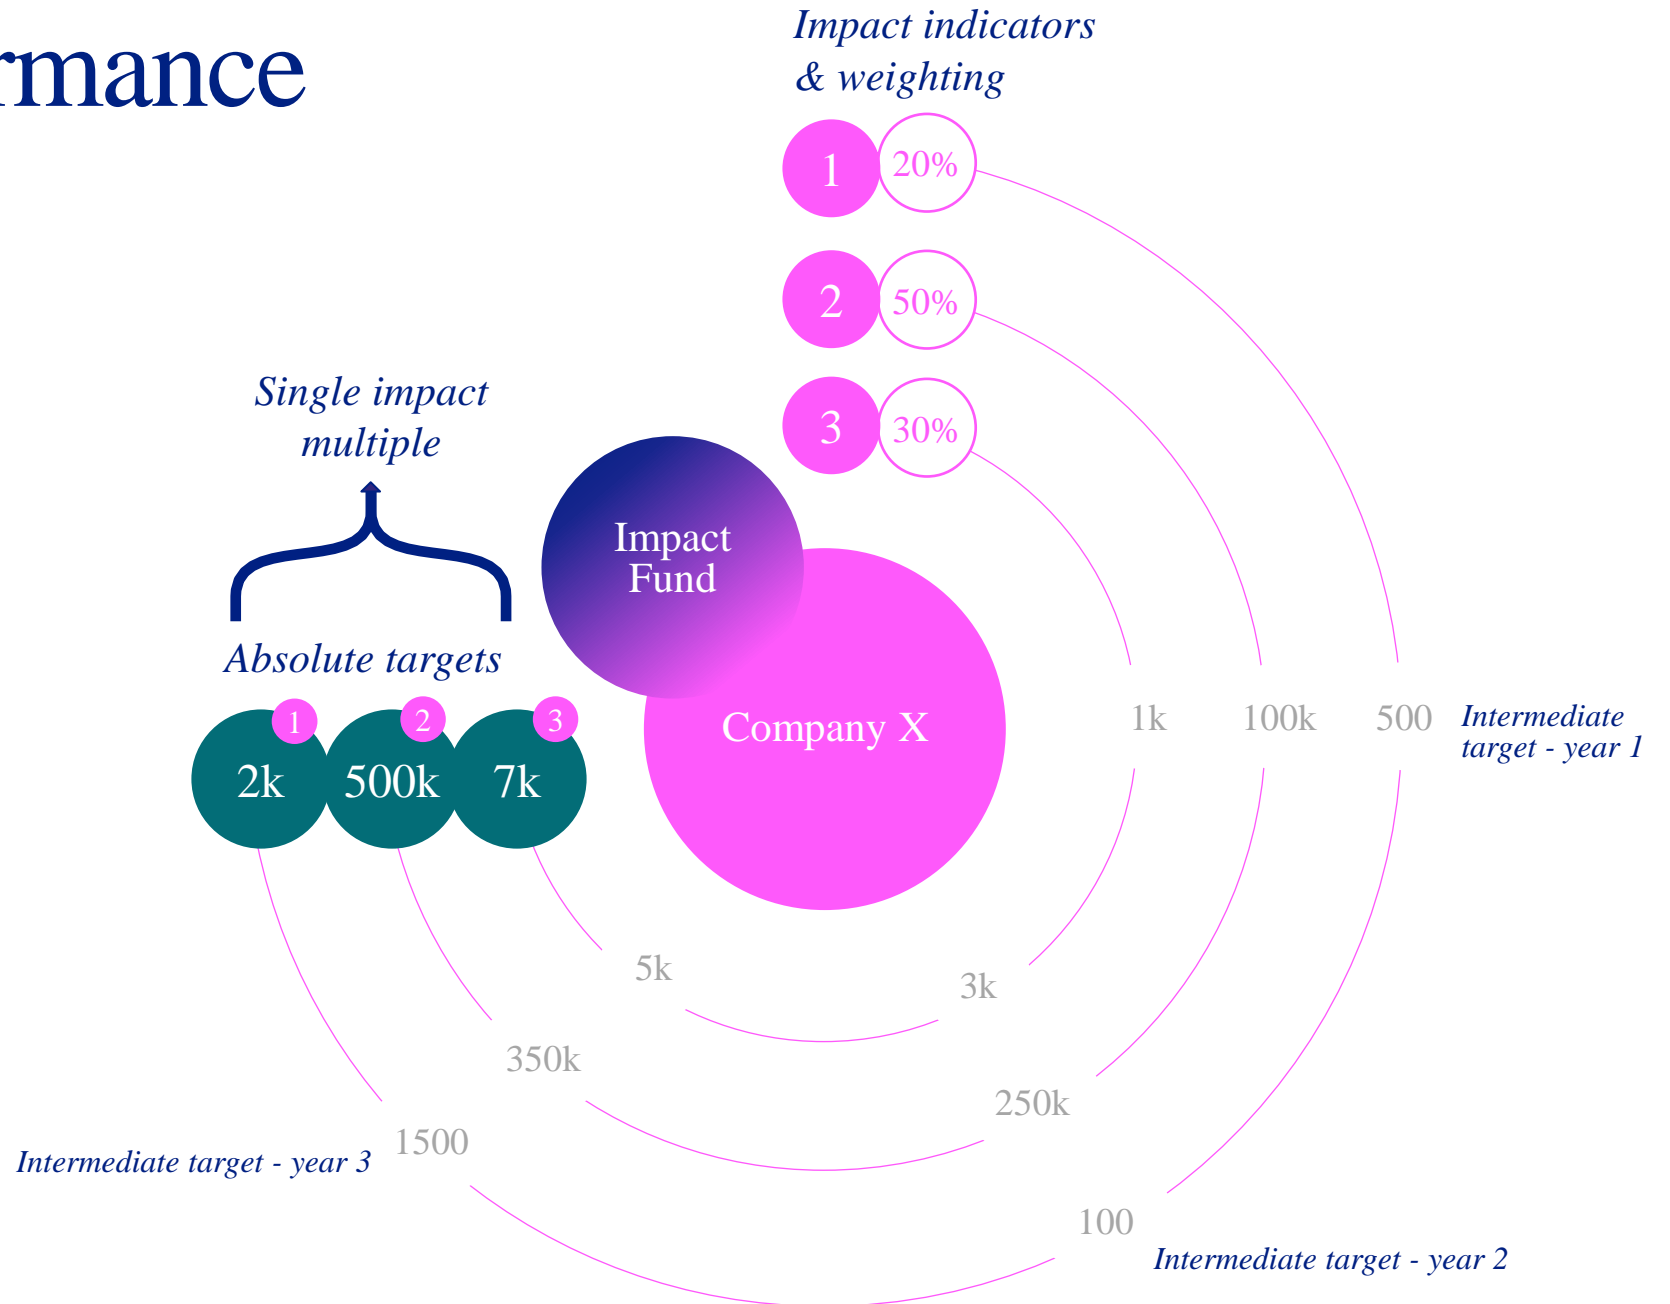 rmance
Impact indicators
& weighting
1
20%
2
50%
3
30%
Single impact
multiple
Impact
Fund
Absolute targets
1
2
3
2k
500k
7k
Company X
1k
100k
500
Intermediate
target - year 1
5k
3k
350k
250k
1500
Intermediate target - year 3
100
Intermediate target - year 2